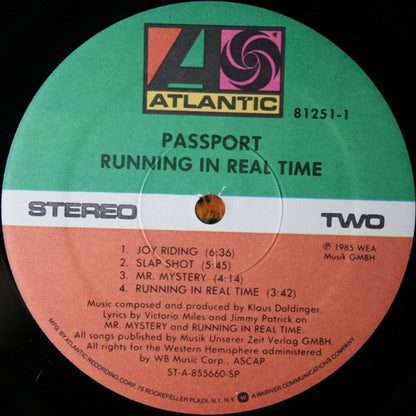 ATLANTIC
81251-1
PASSPORT
RUNNING IN REAL TIME
STEREO
TWO
℗ 1985 WEA
Musik GMBH
1. JOY RIDING (6:36)
2. SLAP SHOT (5:45)
3. MR. MYSTERY (4:14)
4. RUNNING IN REAL TIME (3:42)
Music composed and produced by Klaus Doldinger.
Lyrics by Victoria Miles and Jimmy Patrick on
MR. MYSTERY and RUNNING IN REAL TIME.
All songs published by Musik Unserer Zeit Verlag GMBH.
All rights for the Western Hemisphere administered
by WB Music Corp., ASCAP.
ST-A-855660-SP
MFG. BY ATLANTIC RECORDING CORP. 75 ROCKEFELLER PLAZA, N.Y. N.Y. A WARNER COMMUNICATIONS COMPANY